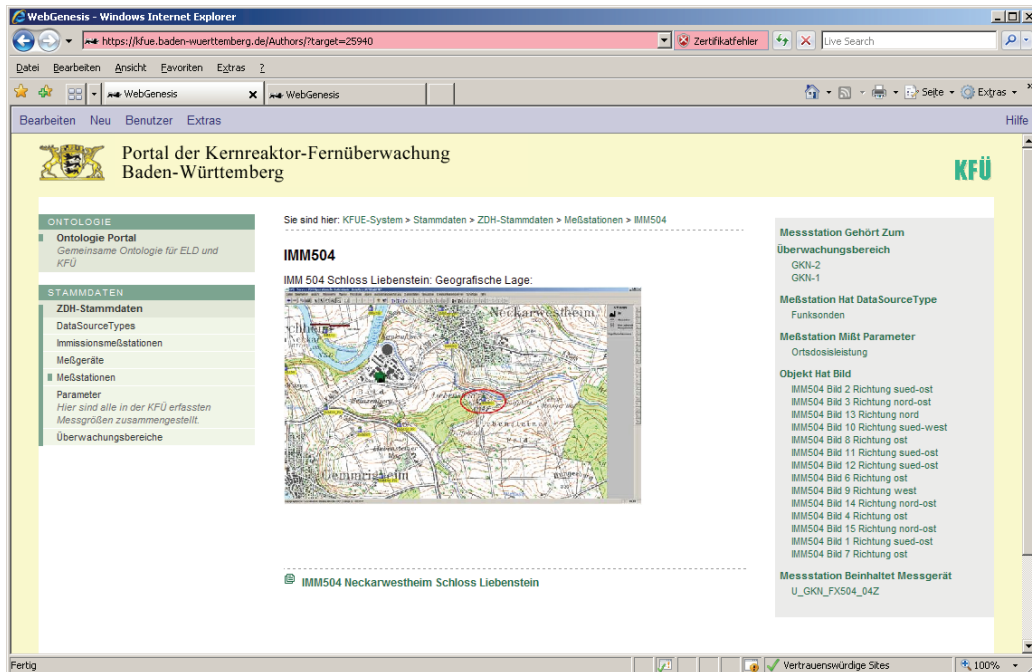 WebGenesis - Windows Internet Explorer
https://kfue.baden-wuerttemberg.de/Authors/?target=25940
Zertifikatfehler
Live Search
Datei Bearbeiten Ansicht Favoriten Extras ?
WebGenesis
WebGenesis
Seite
Extras
Bearbeiten Neu Benutzer Extras
Hilfe
Portal der Kernreaktor-Fernüberwachung
Baden-Württemberg
KFÜ
ONTOLOGIE
Ontologie Portal
Gemeinsame Ontologie für ELD und
KFÜ
STAMMDATEN
ZDH-Stammdaten
DataSourceTypes
Immissionsmeßstationen
Meßgeräte
Meßstationen
Parameter
Hier sind alle in der KFÜ erfassten
Messgrößen zusammengestellt.
Überwachungsbereiche
Sie sind hier: KFUE-System > Stammdaten > ZDH-Stammdaten > Meßstationen > IMM504
IMM504
IMM 504 Schloss Liebenstein: Geografische Lage:
Neckarwestheim
Gemmrigheim
IMM504 Neckarwestheim Schloss Liebenstein
Messstation Gehört Zum
Überwachungsbereich
GKN-2
GKN-1
Meßstation Hat DataSourceType
Funksonden
Meßstation Mißt Parameter
Ortsdosisleistung
Objekt Hat Bild
IMM504 Bild 2 Richtung sued-ost
IMM504 Bild 3 Richtung nord-ost
IMM504 Bild 13 Richtung nord
IMM504 Bild 10 Richtung sued-west
IMM504 Bild 8 Richtung ost
IMM504 Bild 11 Richtung sued-ost
IMM504 Bild 12 Richtung sued-ost
IMM504 Bild 6 Richtung ost
IMM504 Bild 9 Richtung west
IMM504 Bild 14 Richtung nord-ost
IMM504 Bild 4 Richtung ost
IMM504 Bild 15 Richtung nord-ost
IMM504 Bild 1 Richtung sued-ost
IMM504 Bild 7 Richtung ost
Messstation Beinhaltet Messgerät
U_GKN_FX504_04Z
Fertig
Vertrauenswürdige Sites
100%